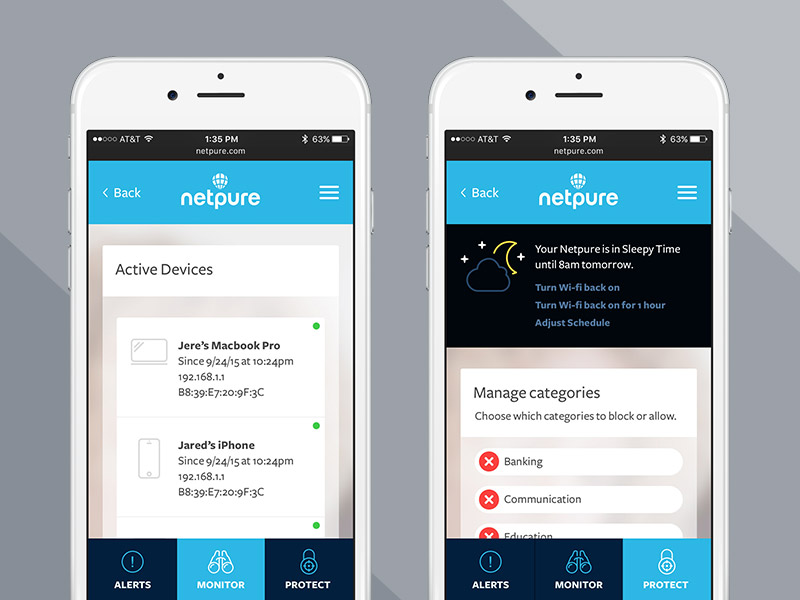 AT&T 1:35 PM 63%
netpure.com
Back
netpure
Active Devices
Jere's Macbook Pro
Since 9/24/15 at 10:24pm
192.168.1.1
B8:39:E7:20:9F:3C
Jared's iPhone
Since 9/24/15 at 10:24pm
192.168.1.1
B8:39:E7:20:9F:3C
ALERTS MONITOR PROTECT
AT&T 1:35 PM 63%
netpure.com
Back
netpure
Your Netpure is in Sleepy Time
until 8am tomorrow.
Turn Wi-fi back on
Turn Wi-fi back on for 1 hour
Adjust Schedule
Manage categories
Choose which categories to block or allow.
Banking
Communication
Education
ALERTS MONITOR PROTECT